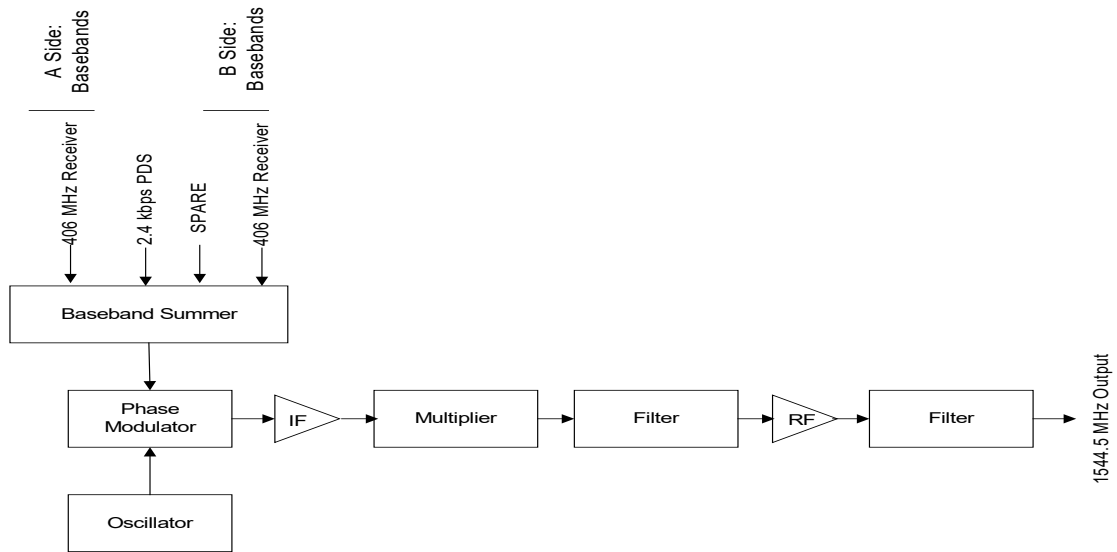 A Side:
Basebands
B Side:
Basebands
406 MHz Receiver
2.4 kbps PDS
SPARE
406 MHz Receiver
Baseband Summer
Phase
Modulator
IF
Multiplier
Filter
RF
Filter
1544.5 MHz Output
Oscillator